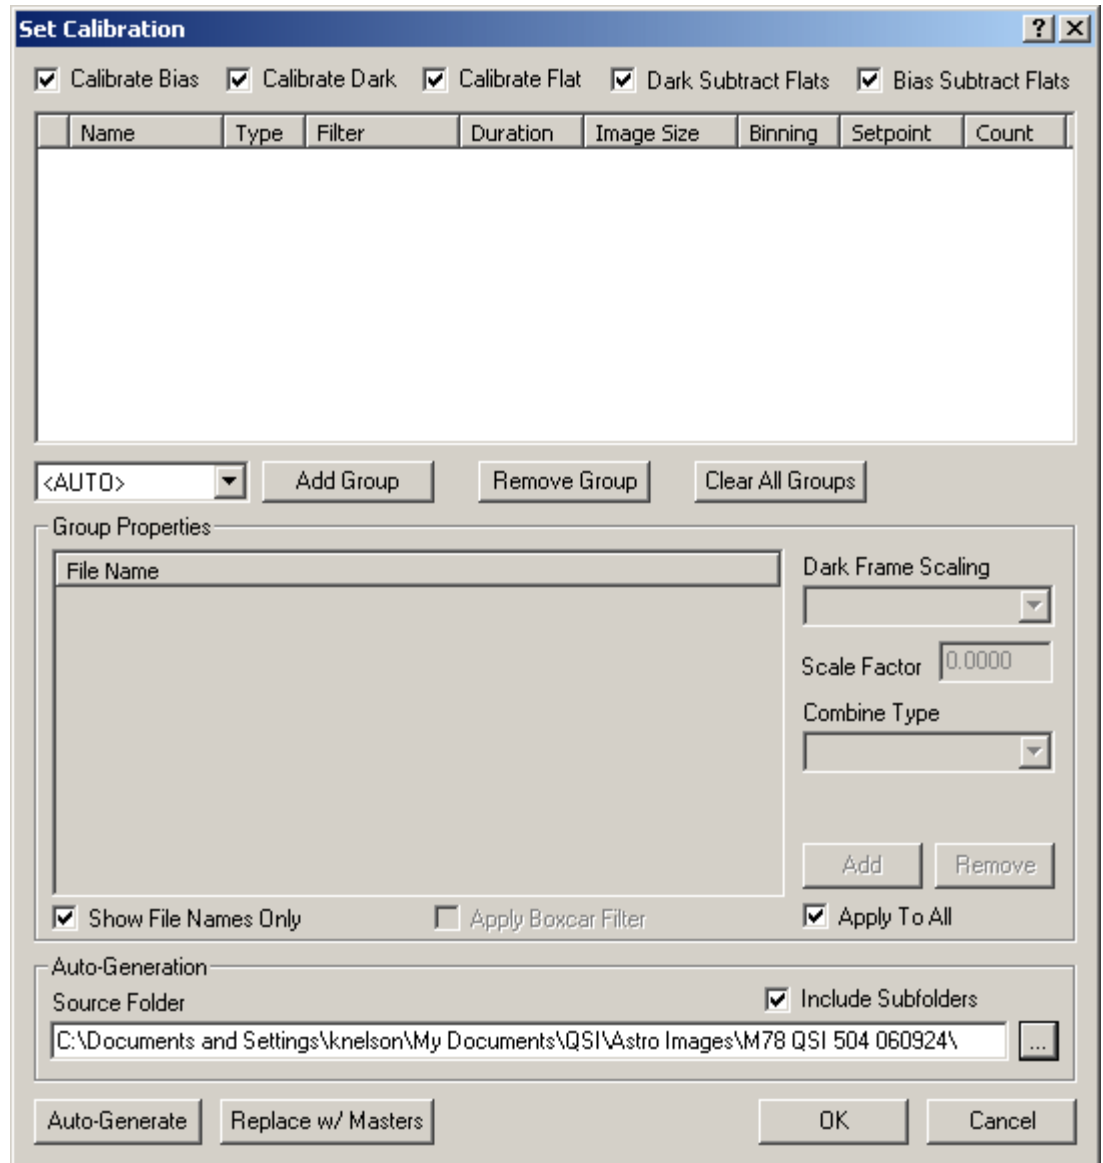 Set Calibration
Calibrate Bias Calibrate Dark Calibrate Flat Dark Subtract Flats Bias Subtract Flats
Name Type Filter Duration Image Size Binning Setpoint Count
<AUTO> Add Group Remove Group Clear All Groups
Group Properties
File Name
Dark Frame Scaling
Scale Factor 0.0000
Combine Type
Add Remove
Show File Names Only Apply Boxcar Filter Apply To All
Auto-Generation
Source Folder Include Subfolders
C:\Documents and Settings\knelson\My Documents\QSI\Astro Images\M78 QSI 504 060924\ ...
Auto-Generate Replace w/ Masters OK Cancel